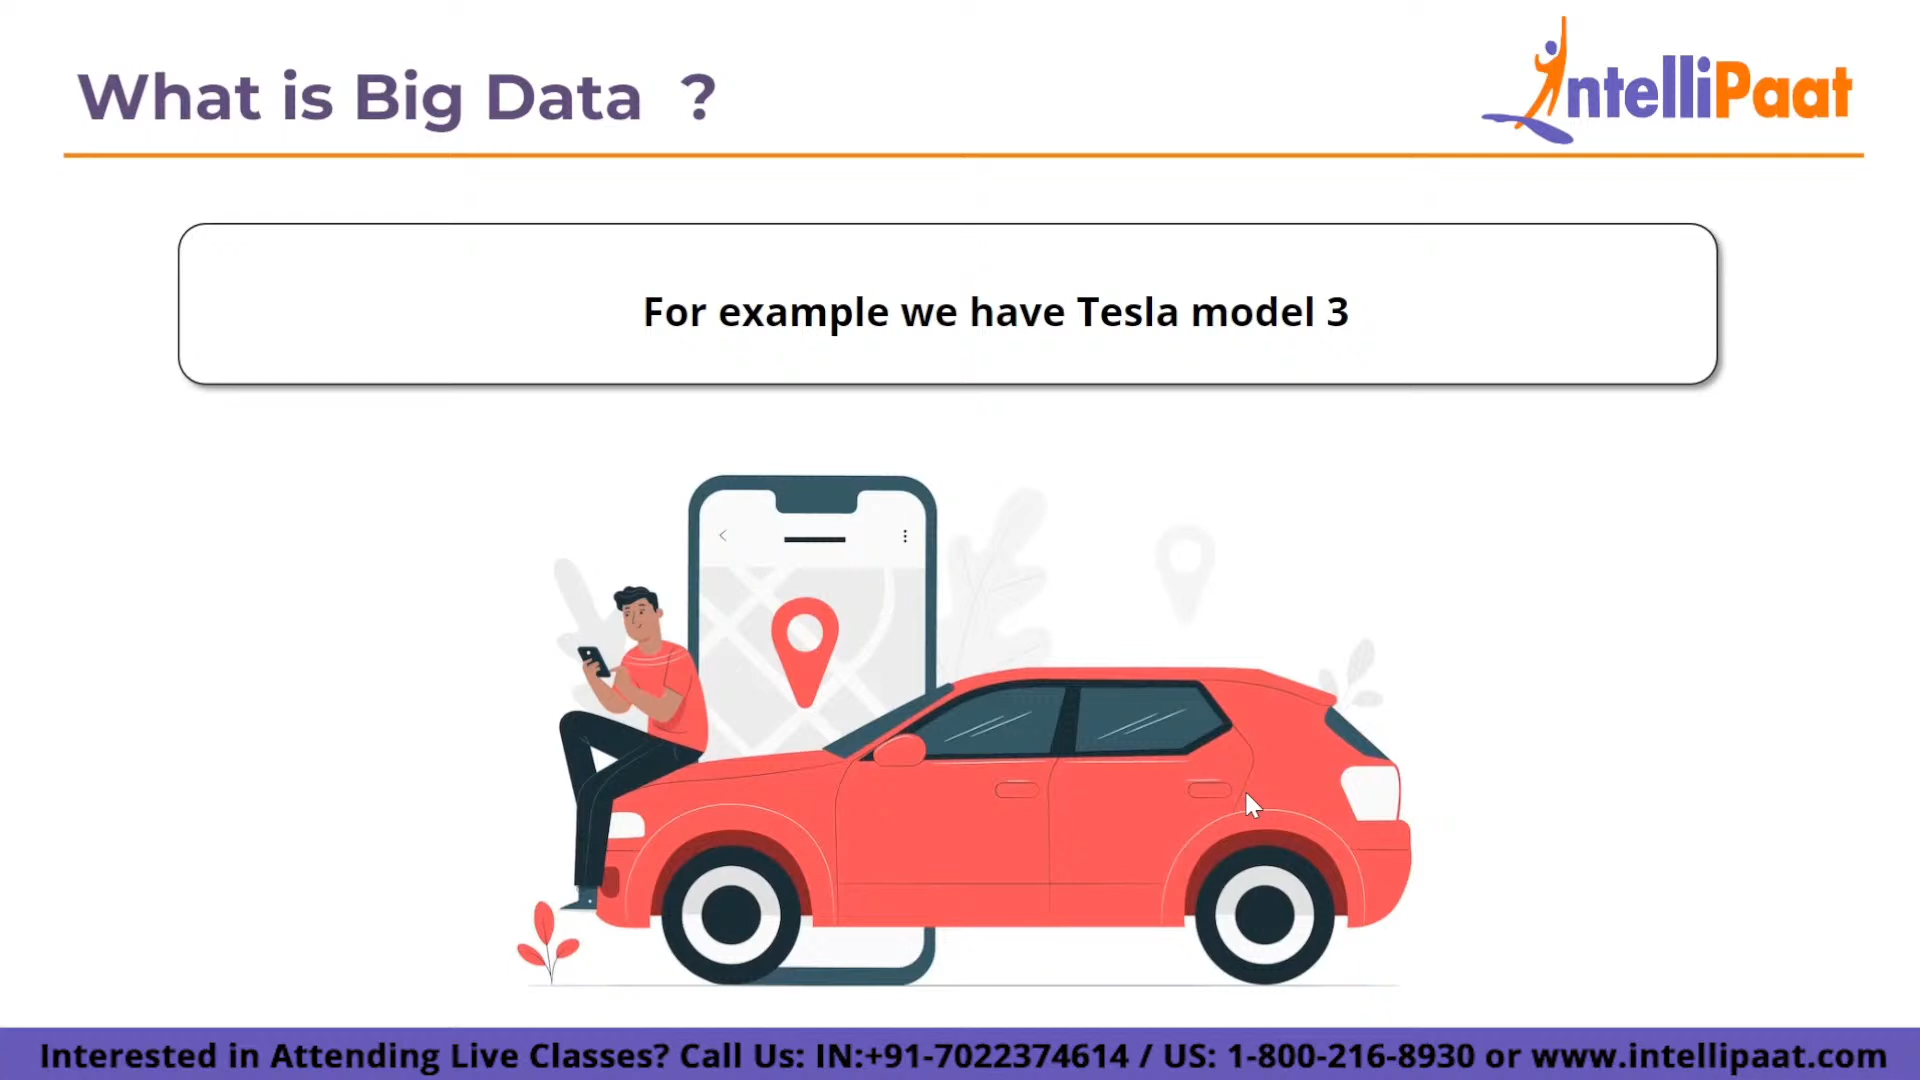 What is Big Data ?
IntelliPaat
For example we have Tesla model 3
Interested in Attending Live Classes? Call Us: IN:+91-7022374614 / US: 1-800-216-8930 or www.intellipaat.com